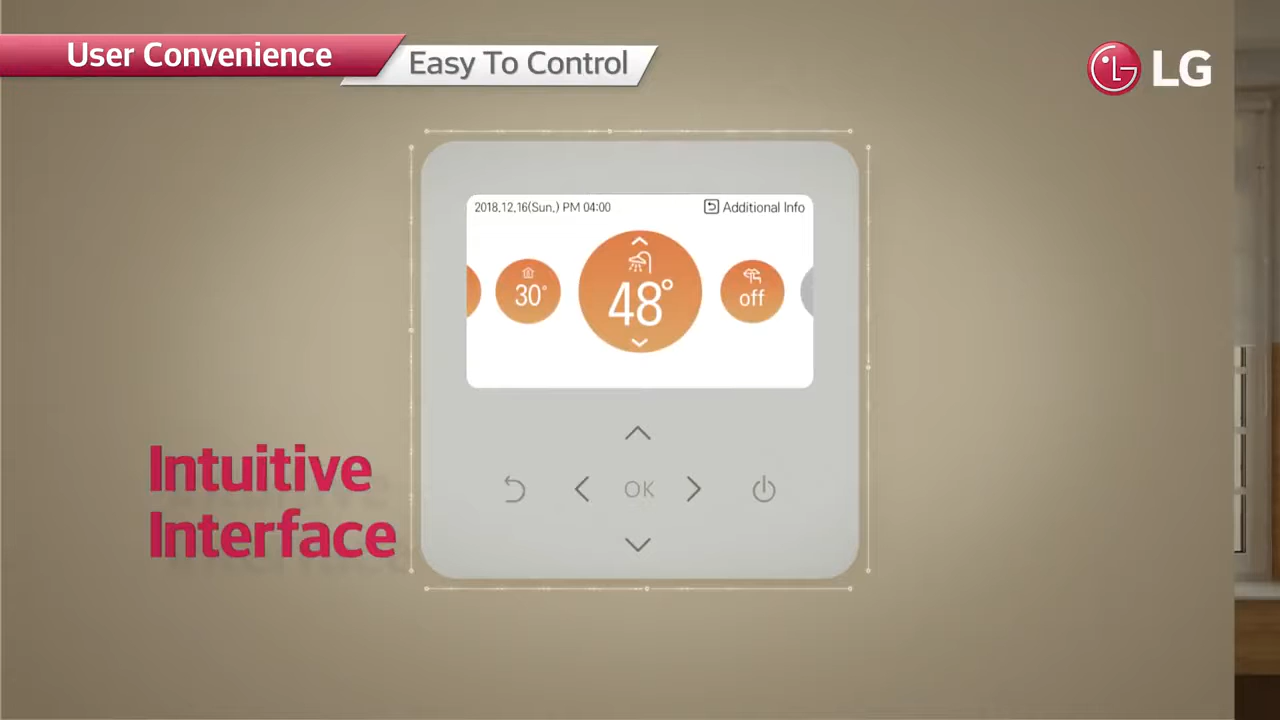 User Convenience
Easy To Control
LG
2018.12.16(Sun.) PM 04:00
Additional Info
30°
48°
off
Intuitive
Interface
OK